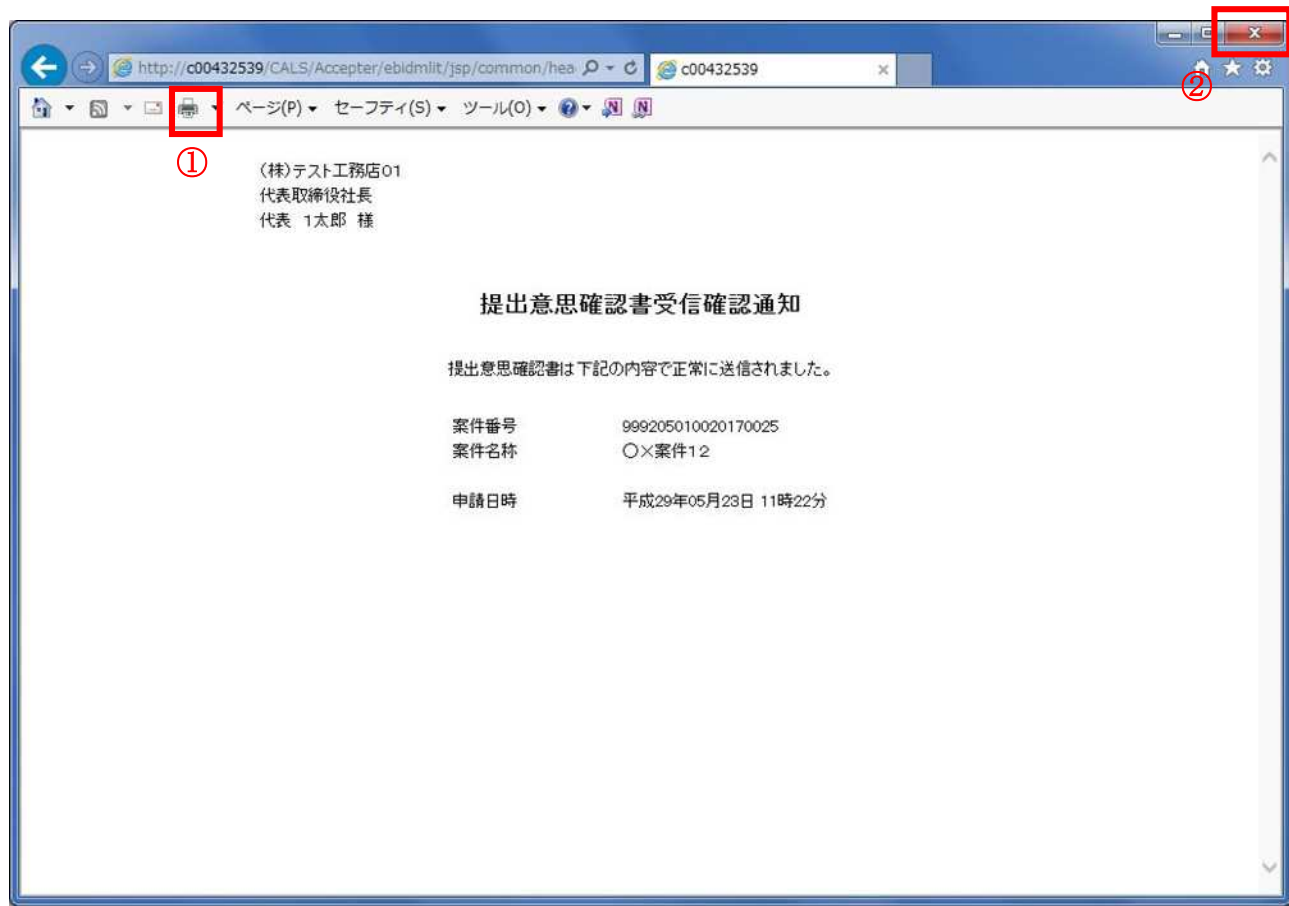 http://c00432539/CALS/Accepter/ebidmlit/jsp/common/hea
c00432539
②
ページ(P) セーフティ(S) ツール(O)
①
(株)テスト工務店01
代表取締役社長
代表 1太郎 様
提出意思確認書受信確認通知
提出意思確認書は下記の内容で正常に送信されました。
案件番号 999205010020170025
案件名称 〇×案件12
申請日時 平成29年05月23日 11時22分